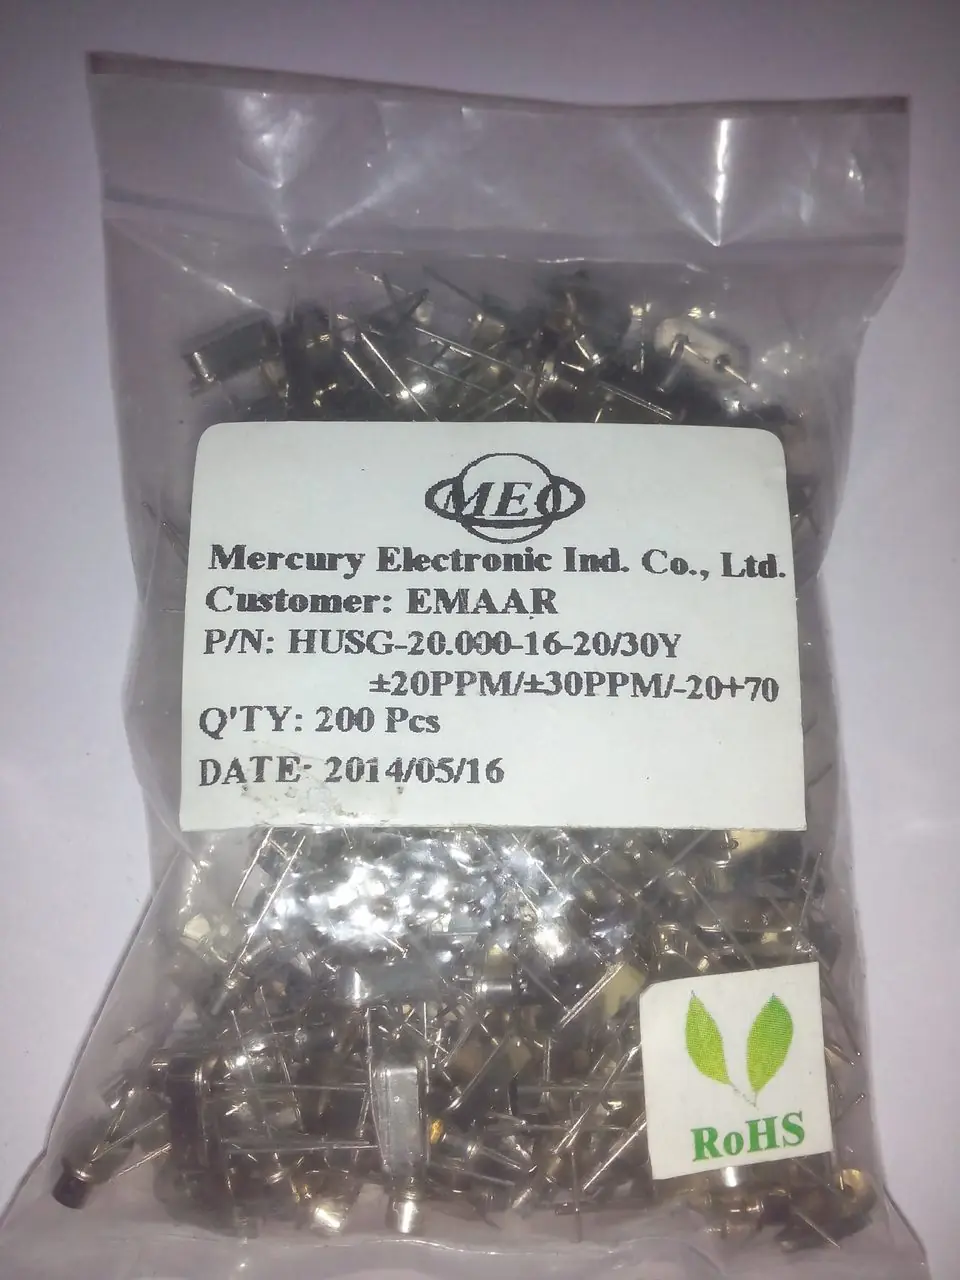 MEC
Mercury Electronic Ind. Co., Ltd.
Customer: EMAAR
P/N: HUSG-20.000-16-20/30Y
±20PPM/±30PPM/-20+70
Q'TY: 200 Pcs
DATE: 2014/05/16
RoHS